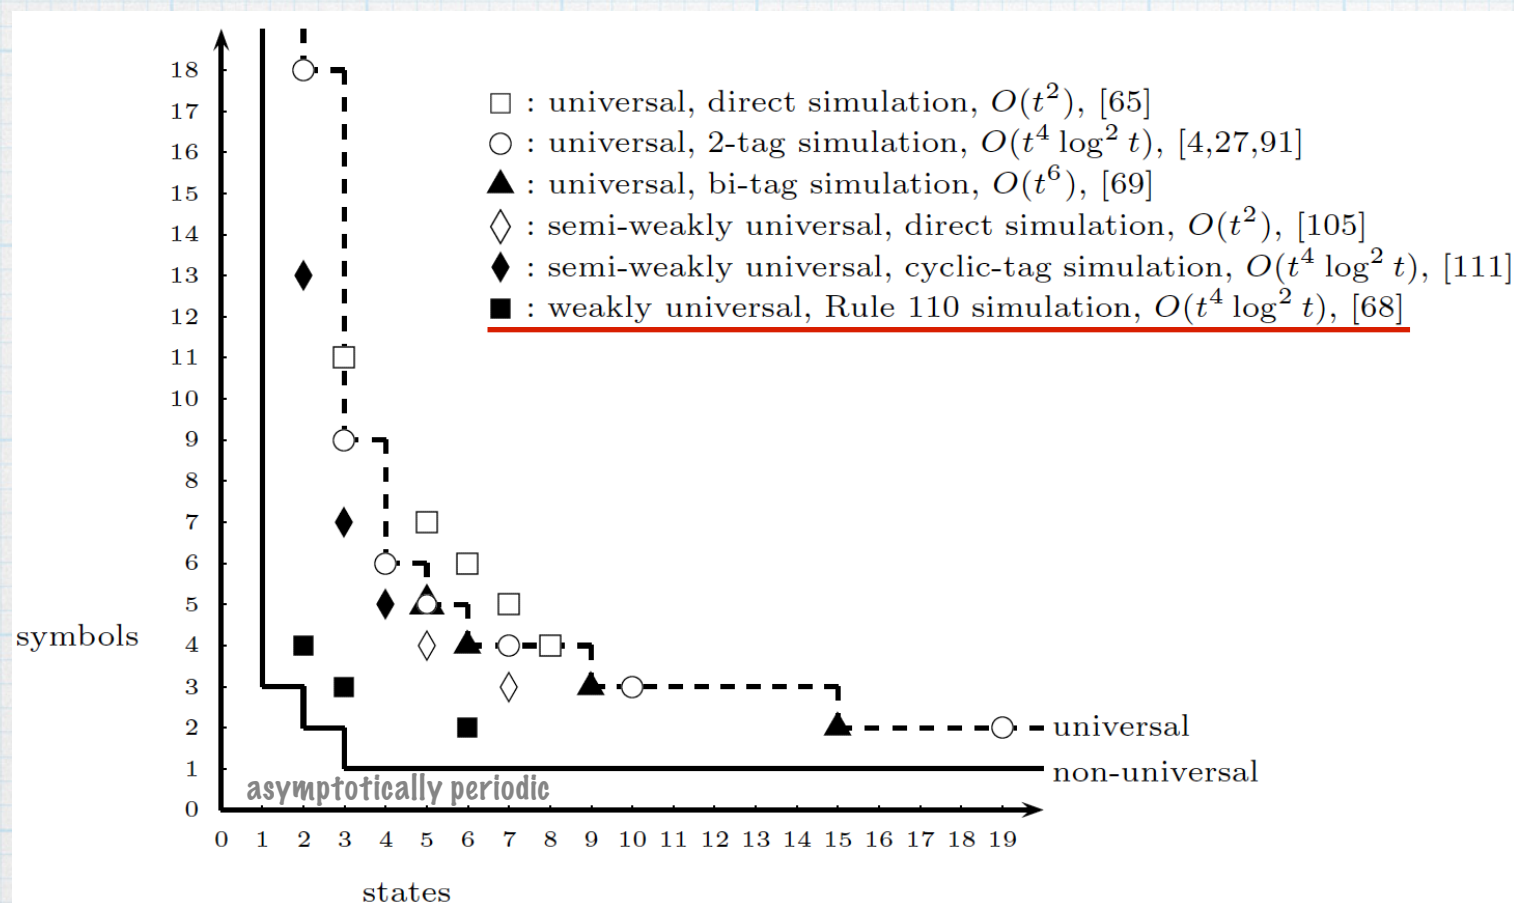 18
17
16
15
14
13
12
11
10
9
8
7
6
5
4
3
2
1
0
symbols
: universal, direct simulation, O(t²), [65]
: universal, 2-tag simulation, O(t⁴ log² t), [4,27,91]
: universal, bi-tag simulation, O(t⁶), [69]
: semi-weakly universal, direct simulation, O(t²), [105]
: semi-weakly universal, cyclic-tag simulation, O(t⁴ log² t), [111]
: weakly universal, Rule 110 simulation, O(t⁴ log² t), [68]
universal
non-universal
asymptotically periodic
0 1 2 3 4 5 6 7 8 9 10 11 12 13 14 15 16 17 18 19
states